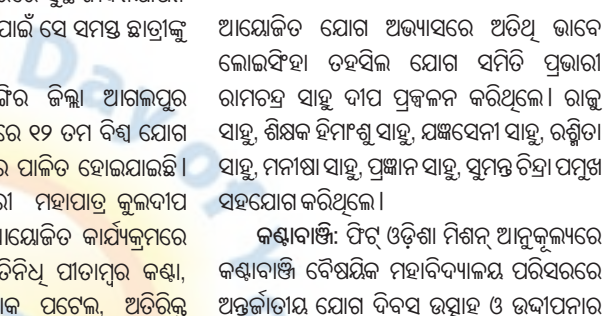 ପାଇଁ ସେ ସମସ୍ତ ଛାତ୍ରୀଙ୍କୁ
ଜିଲ୍ଲା ଆଗଲପୁର
୧୨ ତମ ବିଶ୍ୱ ଯୋଗ
ପାଳିତ ହୋଇଯାଇଛି।
ମହାପାତ୍ର କୁଳଦୀପ
ଆୟୋଜିତ କାର୍ଯ୍ୟକ୍ରମରେ
ପୀତାମ୍ବର କଣ୍ଟା,
ପଟେଲ, ଅତିରିକ୍ତ
ଆୟୋଜିତ ଯୋଗ ଅଭ୍ୟାସରେ ଅତିଥି ଭାବେ
ଲୋଇସିଂହା ତହସିଲ ଯୋଗ ସମିତି ପ୍ରଭାରୀ
ରାମଚନ୍ଦ୍ର ସାହୁ ଦୀପ ପ୍ରଜ୍ଜ୍ୱଳନ କରିଥିଲେ। ରାଜୁ
ସାହୁ, ଶିକ୍ଷକ ହିମାଂଶୁ ସାହୁ, ଯଜ୍ଞସେନୀ ସାହୁ, ରଶ୍ମିତା
ସାହୁ, ମନୀଷା ସାହୁ, ପ୍ରଜ୍ଞାନ ସାହୁ, ସୁମନ୍ତ ଚିନ୍ଦ୍ରା ପମୁଖ
ସହଯୋଗ କରିଥିଲେ।
କଣ୍ଟାବାଞ୍ଜି: ଫିଟ୍ ଓଡ଼ିଶା ମିଶନ୍ ଆନୁକୂଲ୍ୟରେ
କଣ୍ଟାବାଞ୍ଜି ବୈଷୟିକ ମହାବିଦ୍ୟାଳୟ ପରିସରରେ
ଅନ୍ତର୍ଜାତୀୟ ଯୋଗ ଦିବସ ଉତ୍ସାହ ଓ ଉଦ୍ଦୀପନାର
Day of